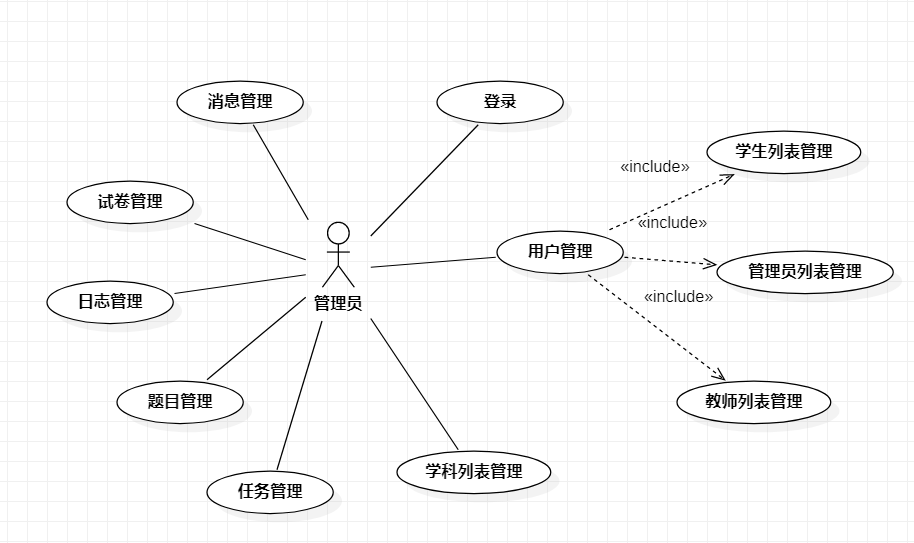 消息管理
登录
学生列表管理
«include»
试卷管理
«include»
用户管理
管理员列表管理
日志管理
管理员
«include»
题目管理
教师列表管理
学科列表管理
任务管理